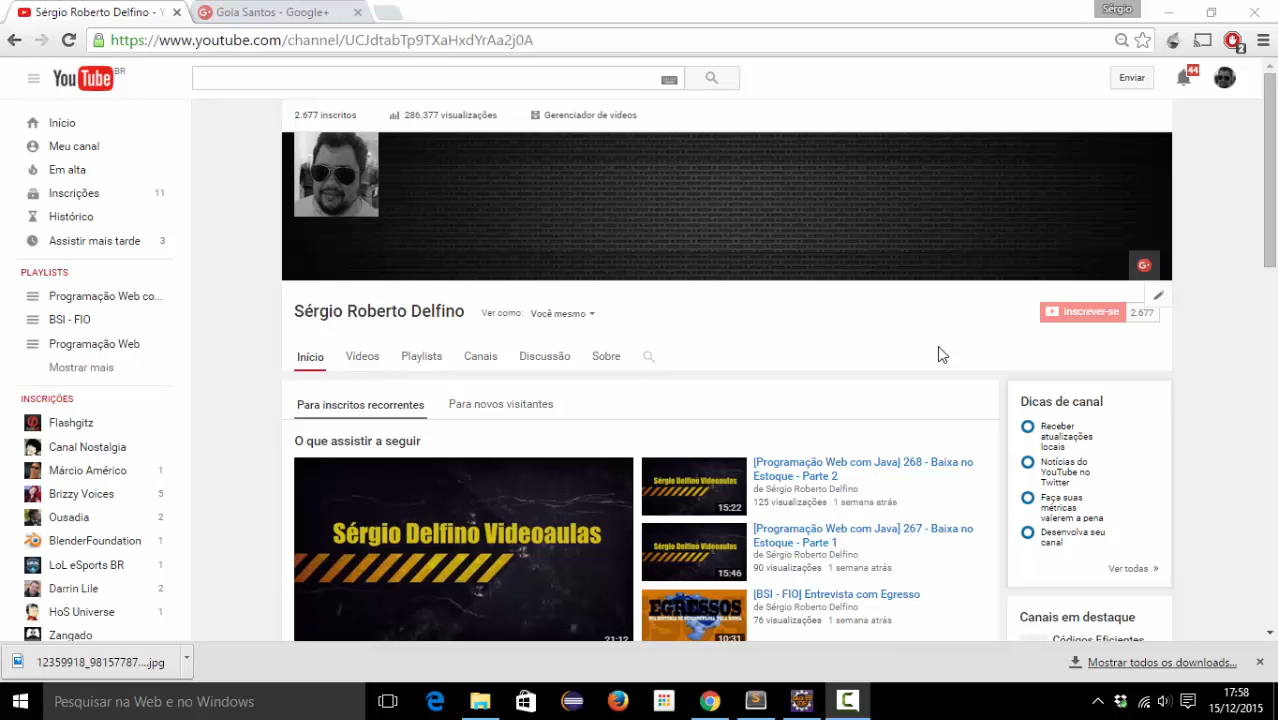 Sérgio Roberto Delfino - Y
Gola Santos - Google+
Sérgio
https://www.youtube.com/channel/UCJdtabTp9TXaHxdYrAa2j0A
2
YouTube BR
Enviar
44
2.677 inscritos
286.377 visualizações
Gerenciador de vídeos
Início
Meu canal
Em alta
Inscrições 11
Histórico
Assistir mais tarde 3
PLAYLISTS
Programação Web co...
BSI - FIO
Programação Web
Mostrar mais
INSCRIÇÕES
Flashgitz
Canal Nostalgia
Márcio Américo 1
Brizzy Voices 5
Ousadia 2
BlenderFoundation 1
LoL eSports BR 1
Darrin Lile 2
HoS Universe 1
Zangado
G+
Sérgio Roberto Delfino
Ver como: Você mesmo
Inscrever-se 2.677
Início Vídeos Playlists Canais Discussão Sobre
Para inscritos recorrentes
Para novos visitantes
O que assistir a seguir
Sérgio Delfino Videoaulas
21:12
Sérgio Delfino Videoaulas
15:22
[Programação Web com Java] 268 - Baixa no
Estoque - Parte 2
de Sérgio Roberto Delfino
125 visualizações 1 semana atrás
Sérgio Delfino Videoaulas
15:46
[Programação Web com Java] 267 - Baixa no
Estoque - Parte 1
de Sérgio Roberto Delfino
90 visualizações 1 semana atrás
EGRESSOS
10:31
[BSI - FIO] Entrevista com Egresso
de Sérgio Roberto Delfino
76 visualizações 1 semana atrás
Dicas de canal
Receber
atualizações
locais
Notícias do
YouTube no
Twitter
Faça suas
métricas
valerem a pena
Desenvolva seu
canal
Ver todas »
Canais em destaque
Códigos Eficientes
12359918_98157787....jpg
Mostrar todos os downloads...
Pesquisar na Web e no Windows
17:58
15/12/2015